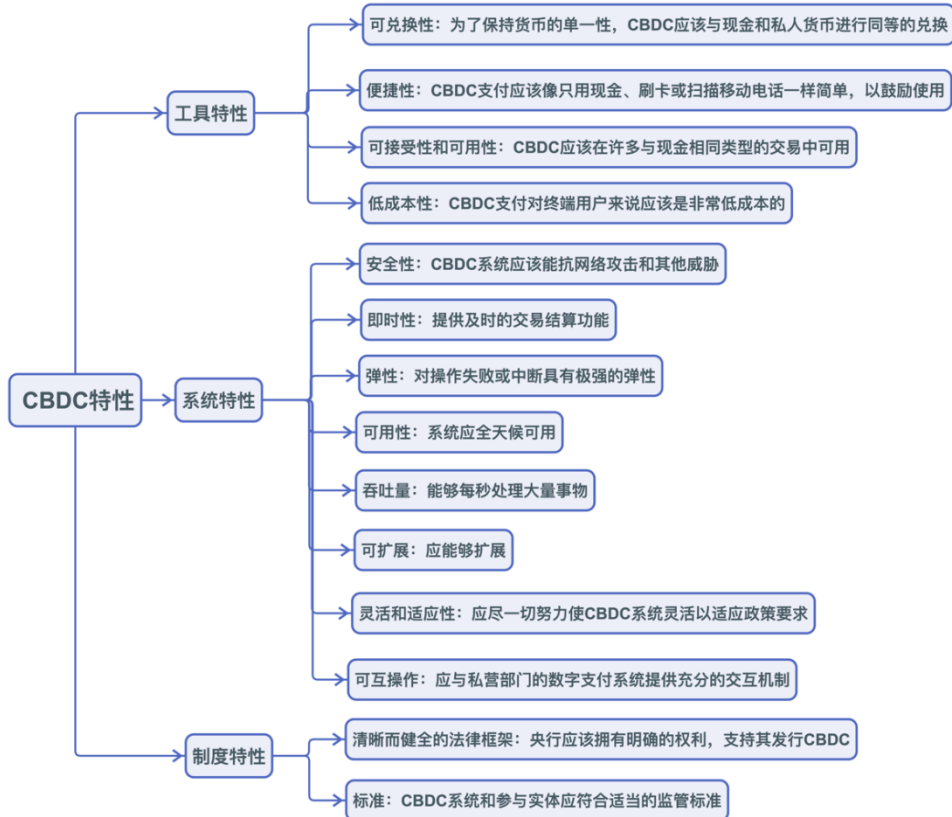 CBDC特性
工具特性
可兑换性：为了保持货币的单一性，CBDC应该与现金和私人货币进行同等的兑换
便捷性：CBDC支付应该像只用现金、刷卡或扫描移动电话一样简单，以鼓励使用
可接受性和可用性：CBDC应该在许多与现金相同类型的交易中可用
低成本性：CBDC支付对终端用户来说应该是非常低成本的
系统特性
安全性：CBDC系统应该能抗网络攻击和其他威胁
即时性：提供及时的交易结算功能
弹性：对操作失败或中断具有极强的弹性
可用性：系统应全天候可用
吞吐量：能够每秒处理大量事物
可扩展：应能够扩展
灵活和适应性：应尽一切努力使CBDC系统灵活以适应政策要求
可互操作：应与私营部门的数字支付系统提供充分的交互机制
制度特性
清晰而健全的法律框架：央行应该拥有明确的权利，支持其发行CBDC
标准：CBDC系统和参与实体应符合适当的监管标准